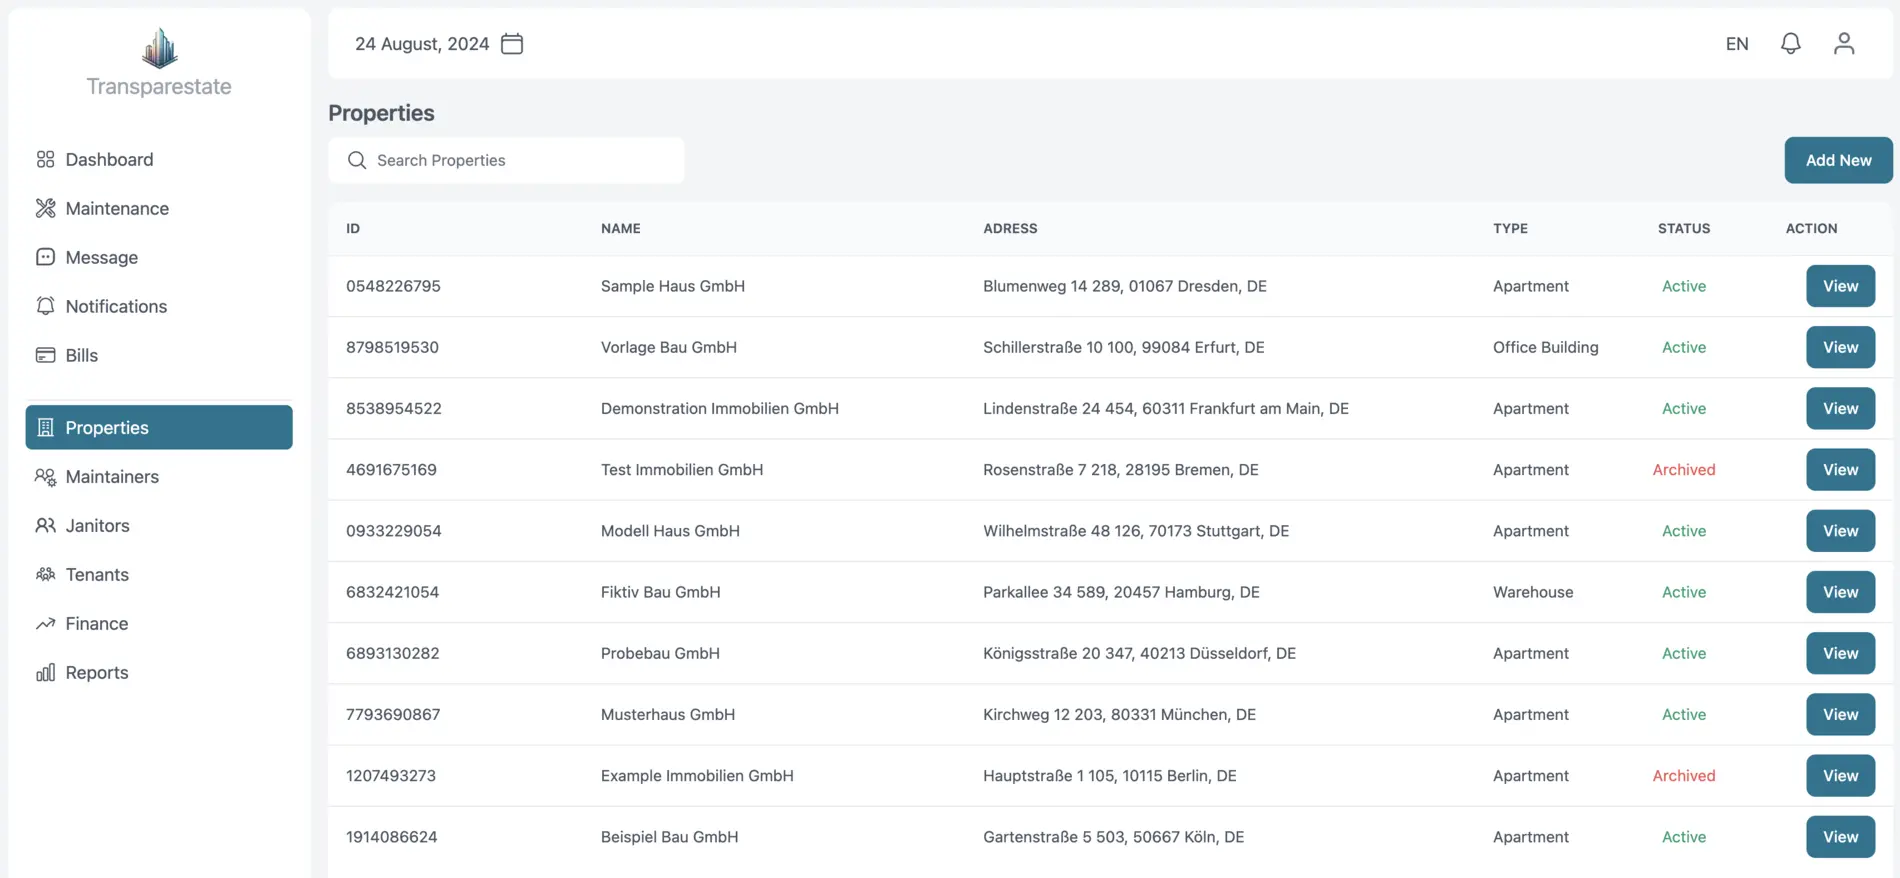 Transparestate
Dashboard
Maintenance
Message
Notifications
Bills
Properties
Maintainers
Janitors
Tenants
Finance
Reports
24 August, 2024
EN
Properties
Search Properties
Add New
ID NAME ADRESS TYPE STATUS ACTION
0548226795 Sample Haus GmbH Blumenweg 14 289, 01067 Dresden, DE Apartment Active View
8798519530 Vorlage Bau GmbH Schillerstraße 10 100, 99084 Erfurt, DE Office Building Active View
8538954522 Demonstration Immobilien GmbH Lindenstraße 24 454, 60311 Frankfurt am Main, DE Apartment Active View
4691675169 Test Immobilien GmbH Rosenstraße 7 218, 28195 Bremen, DE Apartment Archived View
0933229054 Modell Haus GmbH Wilhelmstraße 48 126, 70173 Stuttgart, DE Apartment Active View
6832421054 Fiktiv Bau GmbH Parkallee 34 589, 20457 Hamburg, DE Warehouse Active View
6893130282 Probebau GmbH Königsstraße 20 347, 40213 Düsseldorf, DE Apartment Active View
7793690867 Musterhaus GmbH Kirchweg 12 203, 80331 München, DE Apartment Active View
1207493273 Example Immobilien GmbH Hauptstraße 1 105, 10115 Berlin, DE Apartment Archived View
1914086624 Beispiel Bau GmbH Gartenstraße 5 503, 50667 Köln, DE Apartment Active View